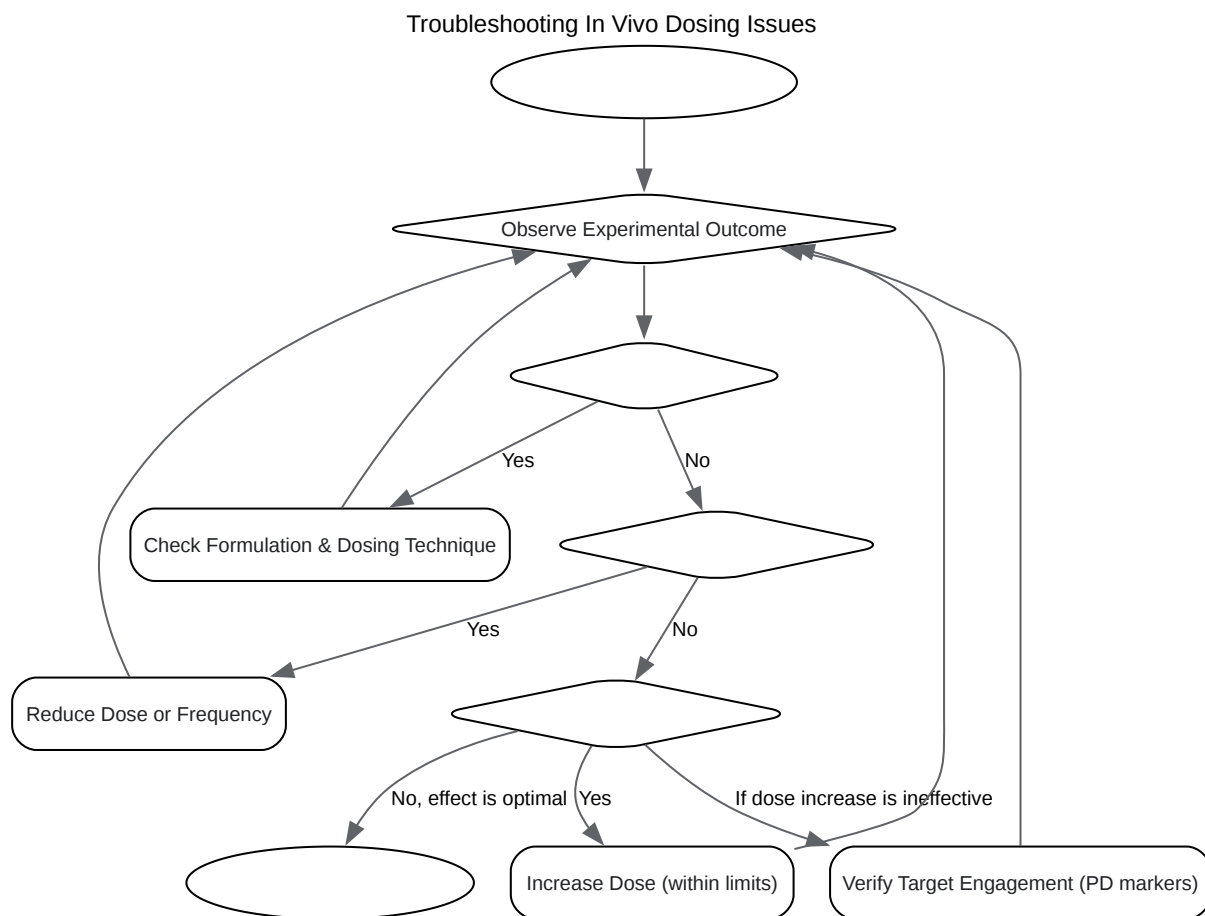 Troubleshooting In Vivo Dosing Issues
Observe Experimental Outcome
Yes
No
Check Formulation & Dosing Technique
Yes
No
Reduce Dose or Frequency
No, effect is optimal
Yes
If dose increase is ineffective
Increase Dose (within limits)
Verify Target Engagement (PD markers)